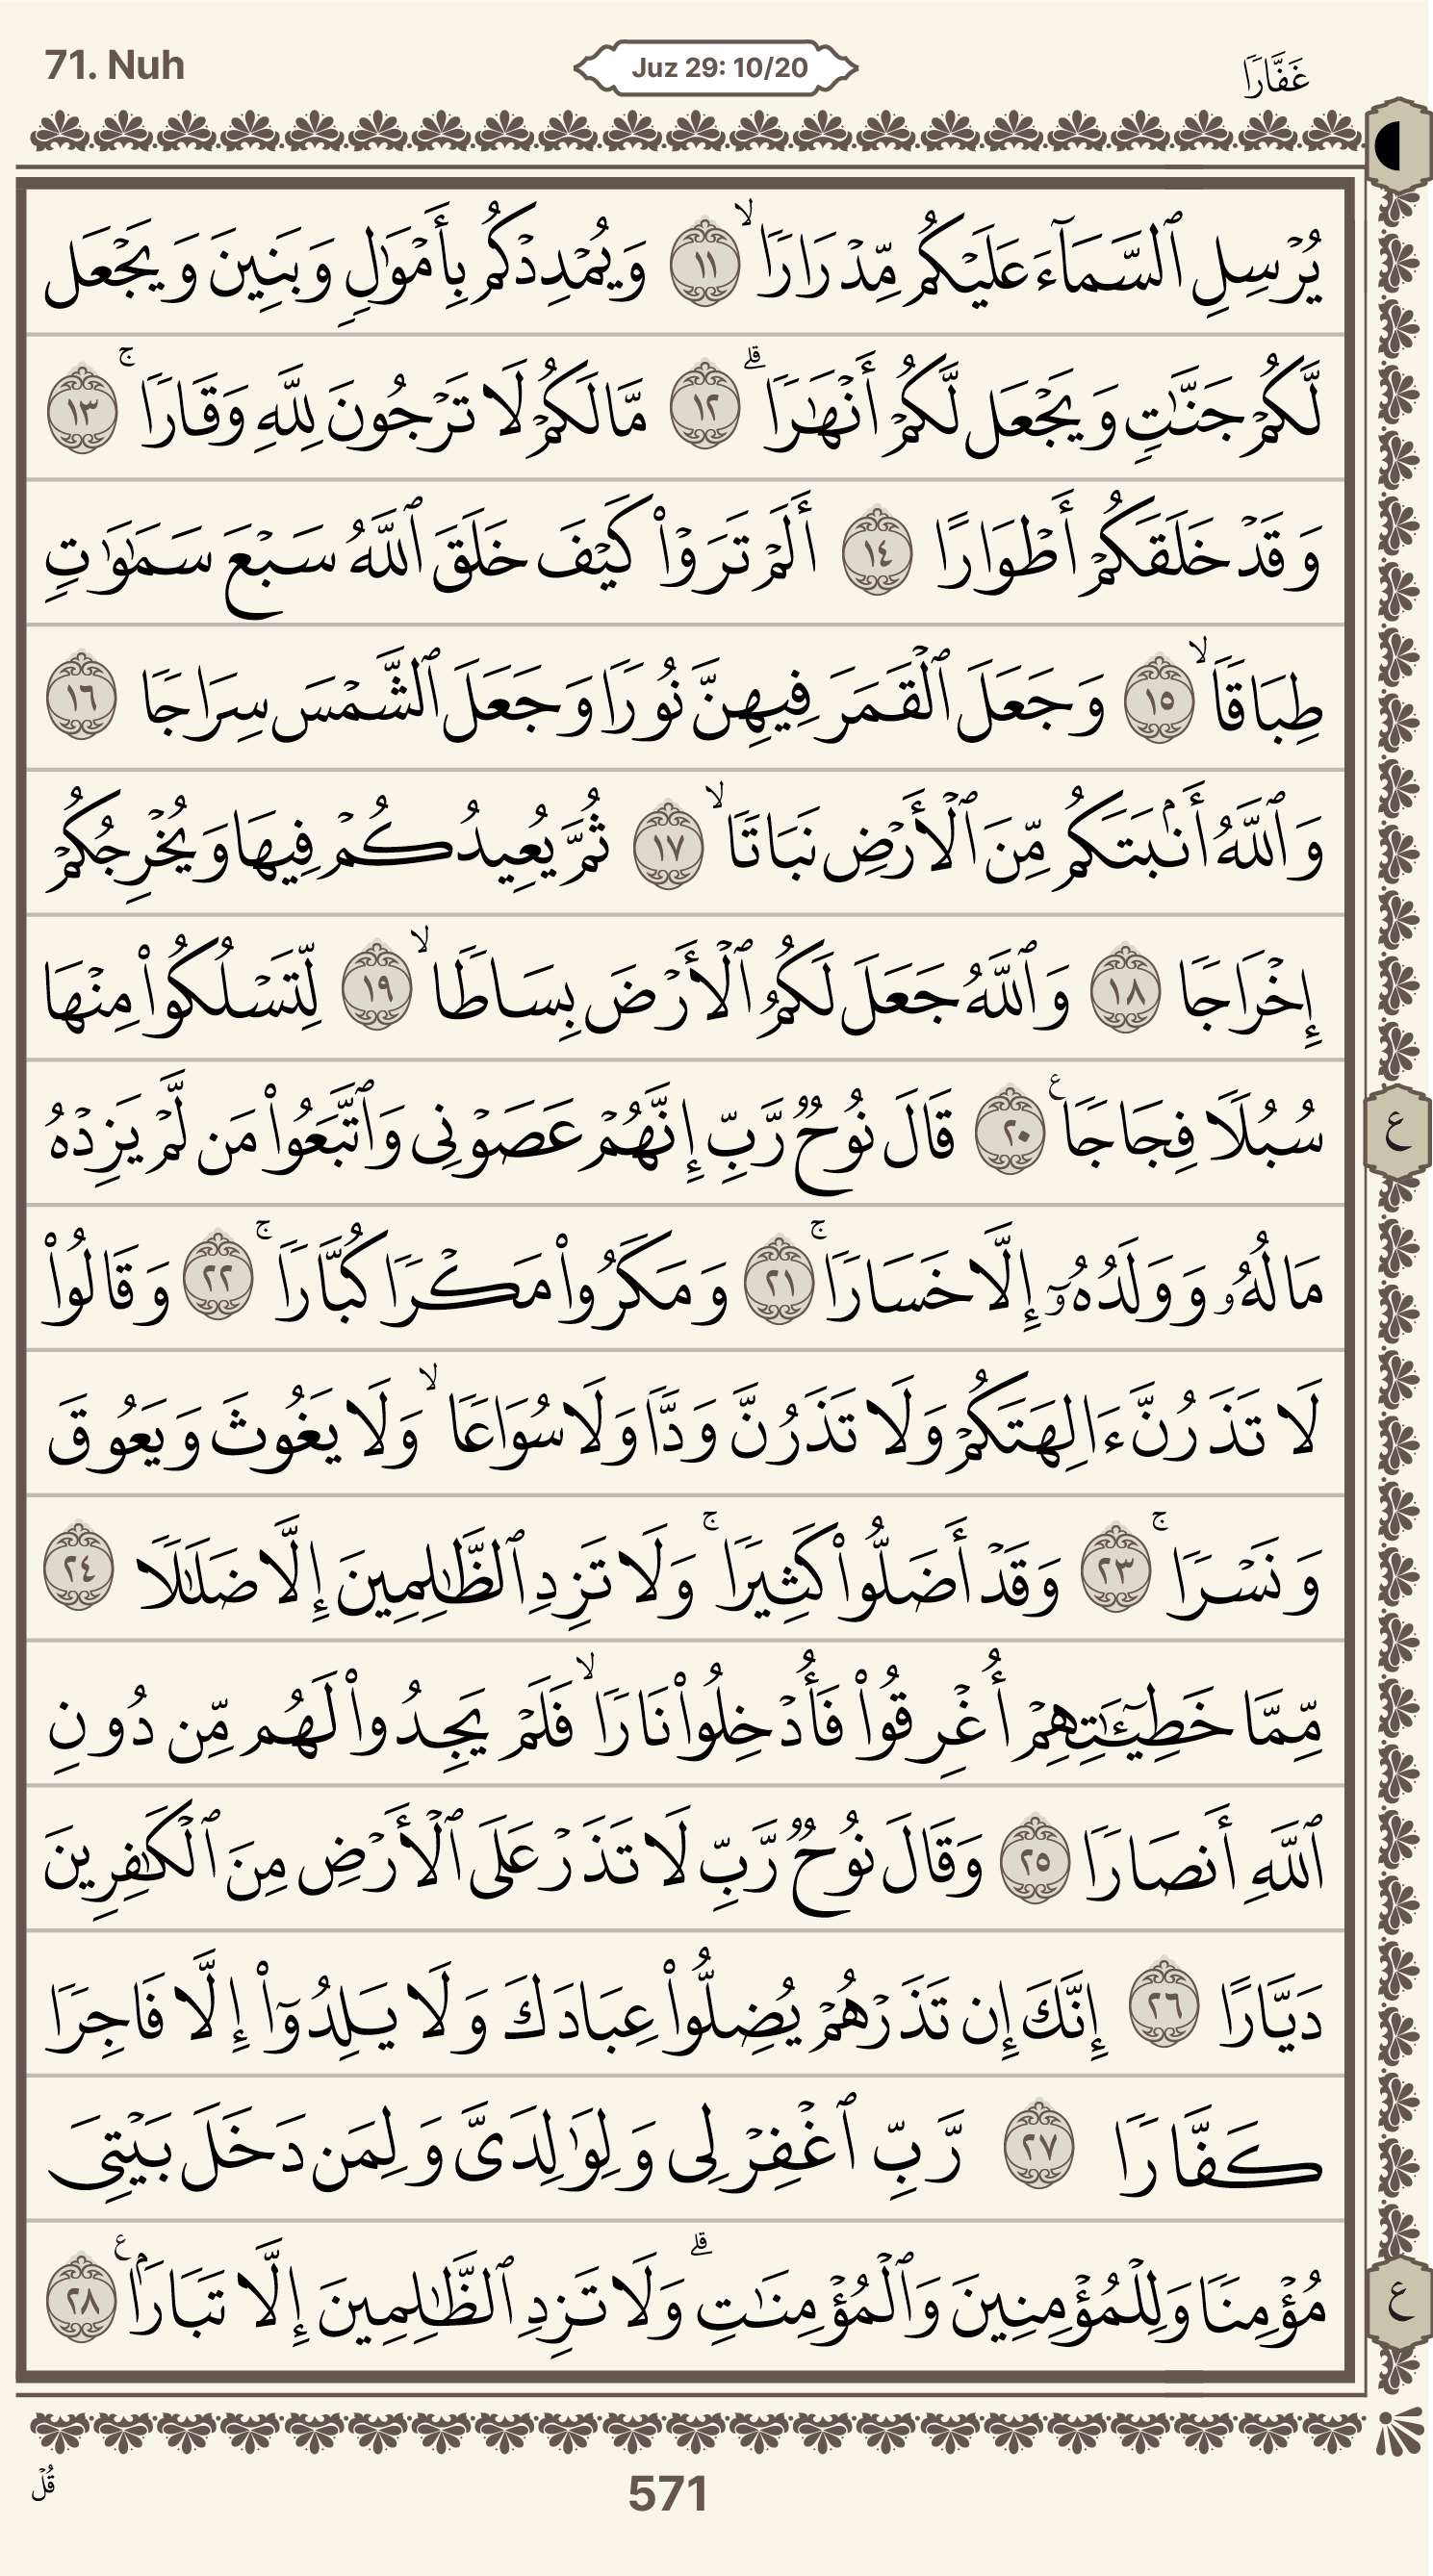 71. Nuh
Juz 29: 10/20
غَفَّارًا
يُرْسِلِ ٱلسَّمَآءَ عَلَيْكُم مِّدْرَارًا ۙ ١١ وَيُمْدِدْكُم بِأَمْوَٰلٍ وَبَنِينَ وَيَجْعَل
لَّكُمْ جَنَّٰتٍ وَيَجْعَل لَّكُمْ أَنْهَٰرًا ۗ ١٢ مَّا لَكُمْ لَا تَرْجُونَ لِلَّهِ وَقَارًا ۚ ١٣
وَقَدْ خَلَقَكُمْ أَطْوَارًا ١٤ أَلَمْ تَرَوْا۟ كَيْفَ خَلَقَ ٱللَّهُ سَبْعَ سَمَٰوَٰتٍ
طِبَاقًا ۙ ١٥ وَجَعَلَ ٱلْقَمَرَ فِيهِنَّ نُورًا وَجَعَلَ ٱلشَّمْسَ سِرَاجًا ١٦
وَٱللَّهُ أَنۢبَتَكُم مِّنَ ٱلْأَرْضِ نَبَاتًا ۙ ١٧ ثُمَّ يُعِيدُكُمْ فِيهَا وَيُخْرِجُكُمْ
إِخْرَاجًا ١٨ وَٱللَّهُ جَعَلَ لَكُمُ ٱلْأَرْضَ بِسَاطًا ۙ ١٩ لِّتَسْلُكُوا۟ مِنْهَا
سُبُلًا فِجَاجًا ع ٢٠ قَالَ نُوحٌ رَّبِّ إِنَّهُمْ عَصَوْنِى وَٱتَّبَعُوا۟ مَن لَّمْ يَزِدْهُ
ع
مَالُهُۥ وَوَلَدُهُۥٓ إِلَّا خَسَارًا ۚ ٢١ وَمَكَرُوا۟ مَكْرًا كُبَّارًا ۚ ٢٢ وَقَالُوا۟
لَا تَذَرُنَّ ءَالِهَتَكُمْ وَلَا تَذَرُنَّ وَدًّا وَلَا سُوَاعًا ۙ وَلَا يَغُوثَ وَيَعُوقَ
وَنَسْرًا ۚ ٢٣ وَقَدْ أَضَلُّوا۟ كَثِيرًا ۚ وَلَا تَزِدِ ٱلظَّٰلِمِينَ إِلَّا ضَلَٰلًا ٢٤
مِّمَّا خَطِيٓـَٰٔتِهِمْ أُغْرِقُوا۟ فَأُدْخِلُوا۟ نَارًا ۙ فَلَمْ يَجِدُوا۟ لَهُم مِّن دُونِ
ٱللَّهِ أَنصَارًا ٢٥ وَقَالَ نُوحٌ رَّبِّ لَا تَذَرْ عَلَى ٱلْأَرْضِ مِنَ ٱلْكَٰفِرِينَ
دَيَّارًا ٢٦ إِنَّكَ إِن تَذَرْهُمْ يُضِلُّوا۟ عِبَادَكَ وَلَا يَلِدُوٓا۟ إِلَّا فَاجِرًا
كَفَّارًا ٢٧ رَّبِّ ٱغْفِرْ لِى وَلِوَٰلِدَىَّ وَلِمَن دَخَلَ بَيْتِىَ
مُؤْمِنًا وَلِلْمُؤْمِنِينَ وَٱلْمُؤْمِنَٰتِ ۗ وَلَا تَزِدِ ٱلظَّٰلِمِينَ إِلَّا تَبَارًۢا ع ٢٨
ع
571
قُلْ